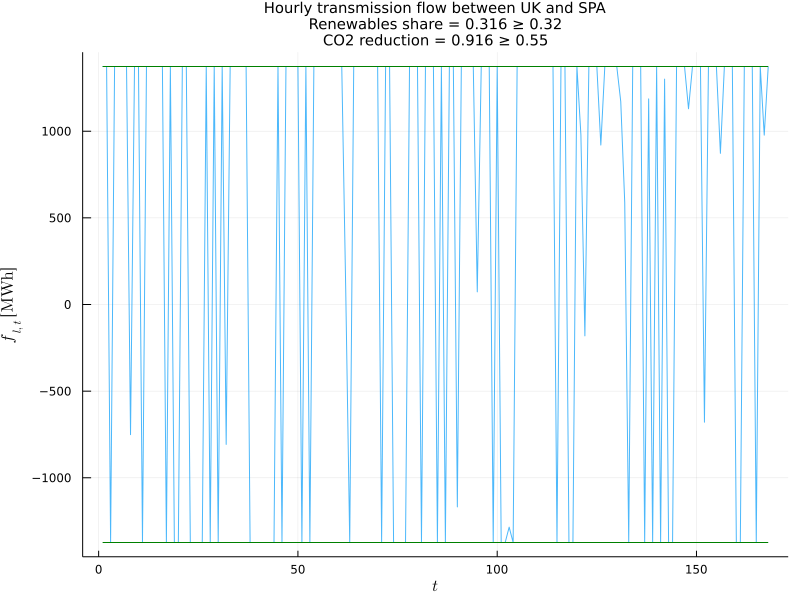 Hourly transmission flow between UK and SPA
Renewables share = 0.316 ≥ 0.32
CO2 reduction = 0.916 ≥ 0.55
1000
500
0
−500
−1000
f_{l,t} [MWh]
0
50
100
150
t